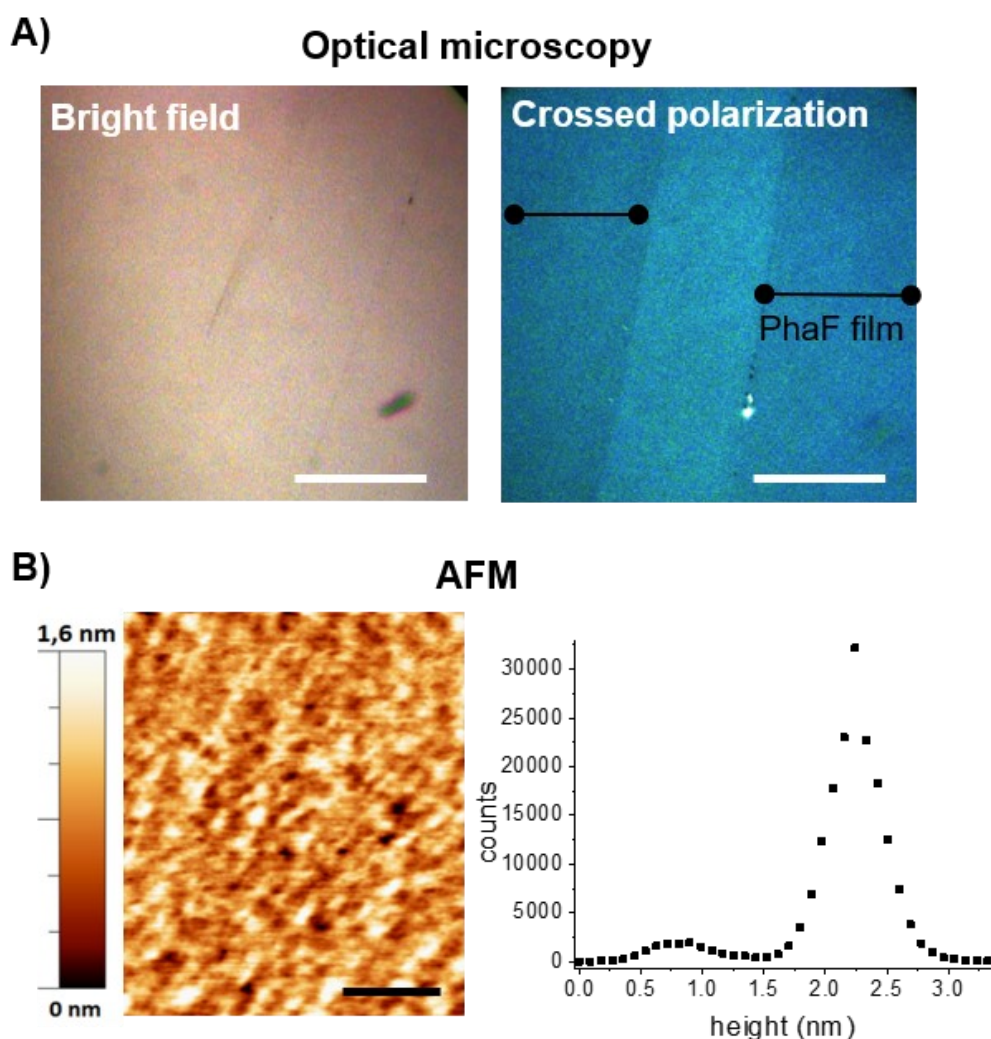 A)
Optical microscopy
Bright field
Crossed polarization
PhaF film
B)
AFM
1,6 nm
0 nm
30000
25000
20000
15000
10000
5000
0
counts
0.0 0.5 1.0 1.5 2.0 2.5 3.0
height (nm)